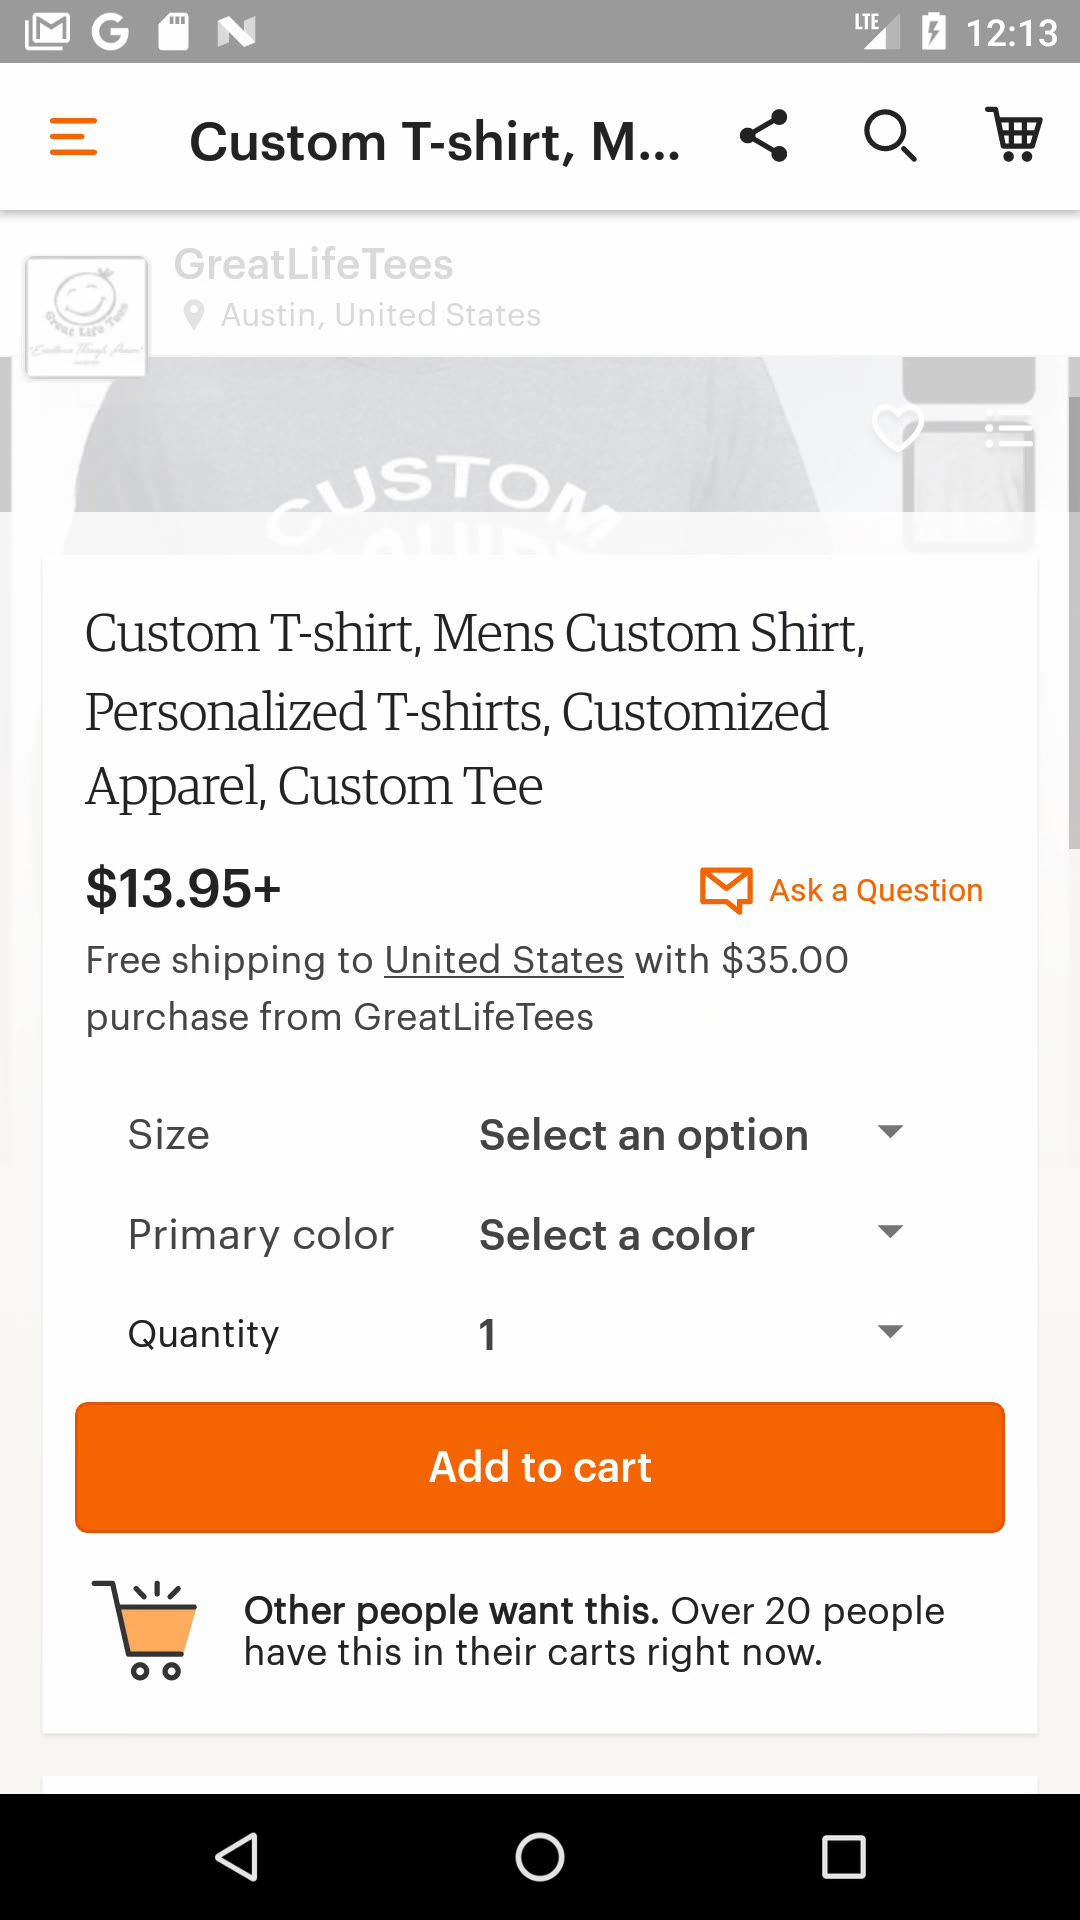 LTE
12:13
Custom T-shirt, M...
GreatLifeTees
Austin, United States
Great Life Tees
CUSTOM
Custom T-shirt, Mens Custom Shirt,
Personalized T-shirts, Customized
Apparel, Custom Tee
$13.95+
Ask a Question
Free shipping to United States with $35.00
purchase from GreatLifeTees
Size
Select an option
Primary color
Select a color
Quantity
1
Add to cart
Other people want this. Over 20 people
have this in their carts right now.